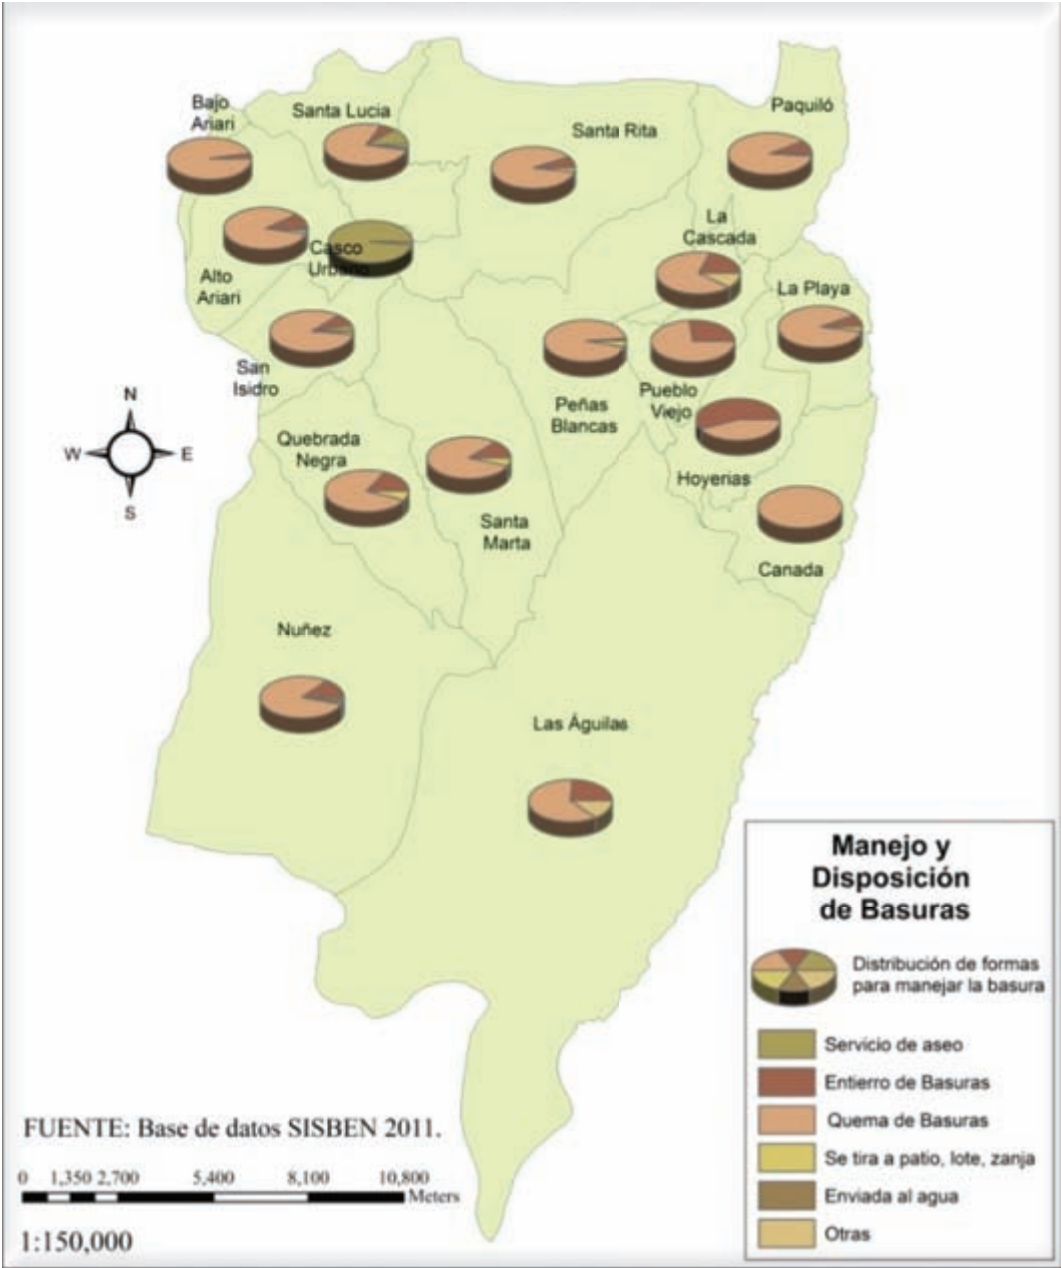 Bajo
Ariari
Santa Lucia
Santa Rita
Paquiló
La
Cascada
Casco
Urbano
Alto
Ariari
La Playa
San
Isidro
Peñas
Blancas
Pueblo
Viejo
Quebrada
Negra
Hoyerias
Santa
Marta
Canada
N
W
E
S
Nuñez
Las Águilas
Manejo y
Disposición
de Basuras
Distribución de formas
para manejar la basura
Servicio de aseo
Entierro de Basuras
Quema de Basuras
Se tira a patio, lote, zanja
Enviada al agua
Otras
FUENTE: Base de datos SISBEN 2011.
0 1,350 2,700 5,400 8,100 10,800
Meters
1:150,000